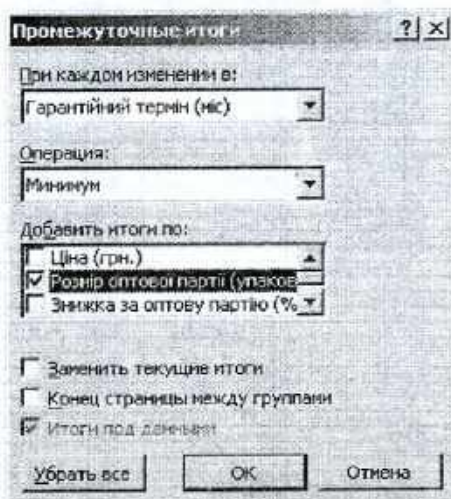 Промежуточные итоги
При каждом изменении в:
Гарантійний термін (міс)
Операция:
Минимум
Добавить итоги по:
Ціна (грн.)
Розмір оптової партії (упаков
Знижка за оптову партію (%
Заменить текущие итоги
Конец страницы между группами
Итоги под данными
Убрать все
OK
Отмена